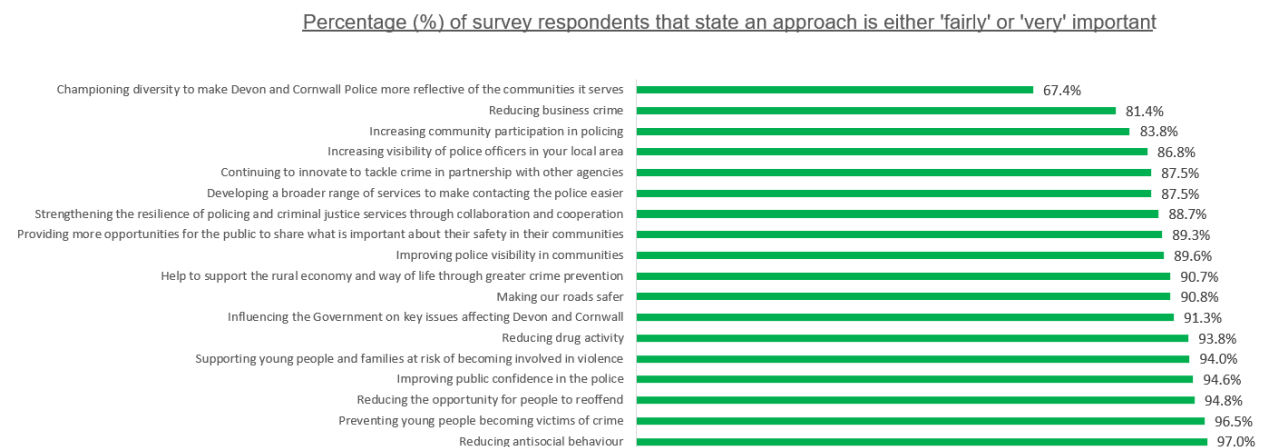 Percentage (%) of survey respondents that state an approach is either 'fairly' or 'very' important
Championing diversity to make Devon and Cornwall Police more reflective of the communities it serves 67.4%
Reducing business crime 81.4%
Increasing community participation in policing 83.8%
Increasing visibility of police officers in your local area 86.8%
Continuing to innovate to tackle crime in partnership with other agencies 87.5%
Developing a broader range of services to make contacting the police easier 87.5%
Strengthening the resilience of policing and criminal justice services through collaboration and cooperation 88.7%
Providing more opportunities for the public to share what is important about their safety in their communities 89.3%
Improving police visibility in communities 89.6%
Help to support the rural economy and way of life through greater crime prevention 90.7%
Making our roads safer 90.8%
Influencing the Government on key issues affecting Devon and Cornwall 91.3%
Reducing drug activity 93.8%
Supporting young people and families at risk of becoming involved in violence 94.0%
Improving public confidence in the police 94.6%
Reducing the opportunity for people to reoffend 94.8%
Preventing young people becoming victims of crime 96.5%
Reducing antisocial behaviour 97.0%